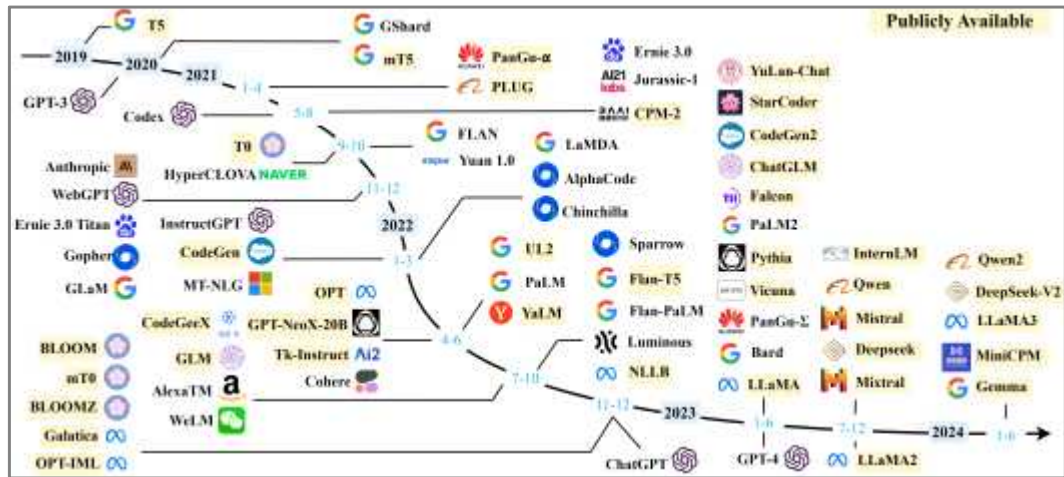 Publicly Available
T5
GShard
mT5
2019
2020
2021
GPT-3
Codex
1-4
PanGu-α
HUAWEI
PLUG
Ernie 3.0
AI21 labs
Jurassic-1
5-8
CPM-2
T0
HyperCLOVA NAVER
9-10
FLAN
Yuan 1.0
Anthropic
WebGPT
11-12
Ernie 3.0 Titan
InstructGPT
Gopher
CodeGen
GLaM
MT-NLG
2022
1-3
LaMDA
AlphaCode
Chinchilla
OPT
CodeGeeX
GPT-NeoX-20B
GLM
Tk-Instruct Ai2
AlexaTM
Cohere
WeLM
4-6
UL2
PaLM
YaLM
7-10
Sparrow
Flan-T5
Flan-PaLM
Luminous
NLLB
BLOOM
mT0
BLOOMZ
Galatica
OPT-IML
11-12
ChatGPT
2023
YuLan-Chat
StarCoder
CodeGen2
ChatGLM
Falcon
PaLM2
Pythia
Vicuna
PanGu-Σ
Bard
LLaMA
1-6
GPT-4
InternLM
Qwen
Mistral
Deepseek
Mixtral
7-12
LLaMA2
2024
Qwen2
DeepSeek-V2
LLaMA3
MiniCPM
Gemma
1-6